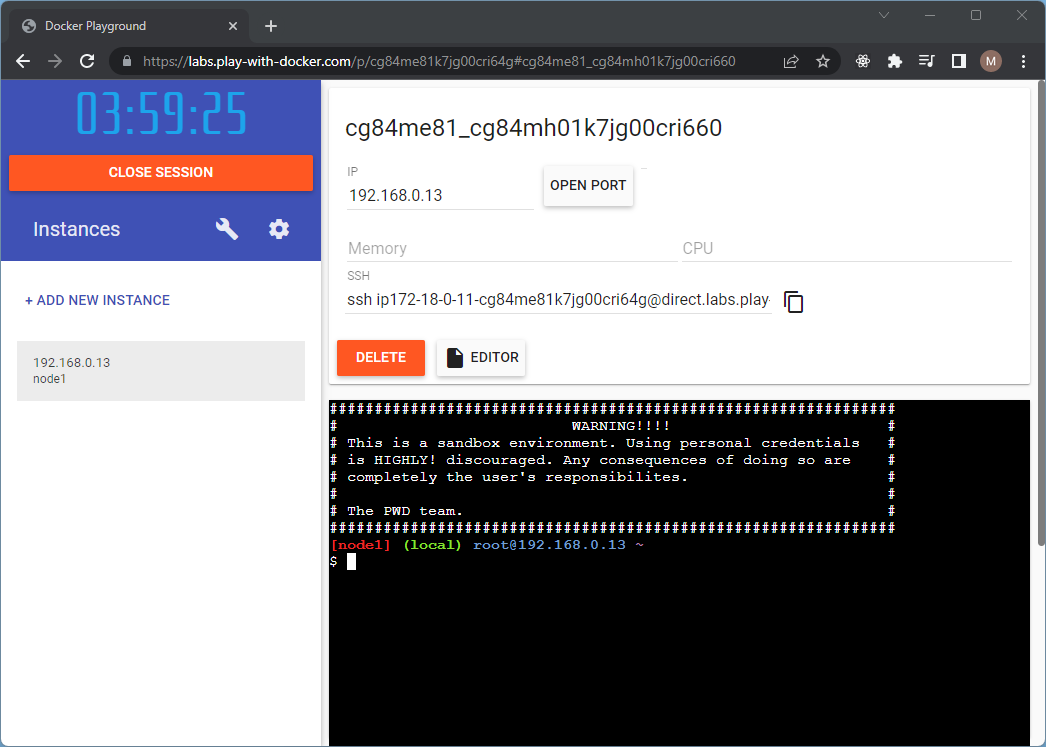 Docker Playground
https://labs.play-with-docker.com/p/cg84me81k7jg00cri64g#cg84me81_cg84mh01k7jg00cri660
M
03:59:25
CLOSE SESSION
Instances
+ ADD NEW INSTANCE
192.168.0.13
node1
cg84me81_cg84mh01k7jg00cri660
IP
192.168.0.13
OPEN PORT
Memory
CPU
SSH
ssh ip172-18-0-11-cg84me81k7jg00cri64g@direct.labs.play-
DELETE
EDITOR
###############################################################
#                          WARNING!!!!                        #
# This is a sandbox environment. Using personal credentials   #
# is HIGHLY! discouraged. Any consequences of doing so are    #
# completely the user's responsibilites.                      #
#                                                             #
# The PWD team.                                               #
###############################################################
[node1] (local) root@192.168.0.13 ~
$